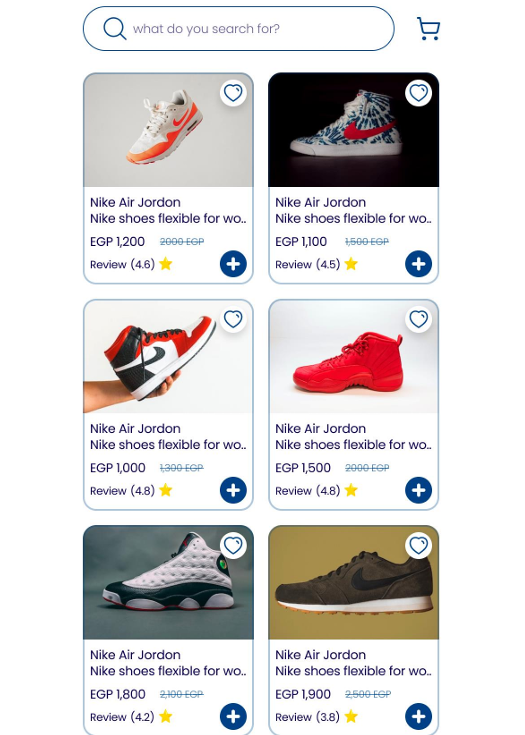 what do you search for?
Nike Air Jordon
Nike shoes flexible for wo..
EGP 1,200 2000 EGP
Review (4.6)
Nike Air Jordon
Nike shoes flexible for wo..
EGP 1,100 1,500 EGP
Review (4.5)
Nike Air Jordon
Nike shoes flexible for wo..
EGP 1,000 1,300 EGP
Review (4.8)
Nike Air Jordon
Nike shoes flexible for wo..
EGP 1,500 2000 EGP
Review (4.8)
Nike Air Jordon
Nike shoes flexible for wo..
EGP 1,800 2,100 EGP
Review (4.2)
Nike Air Jordon
Nike shoes flexible for wo..
EGP 1,900 2,500 EGP
Review (3.8)